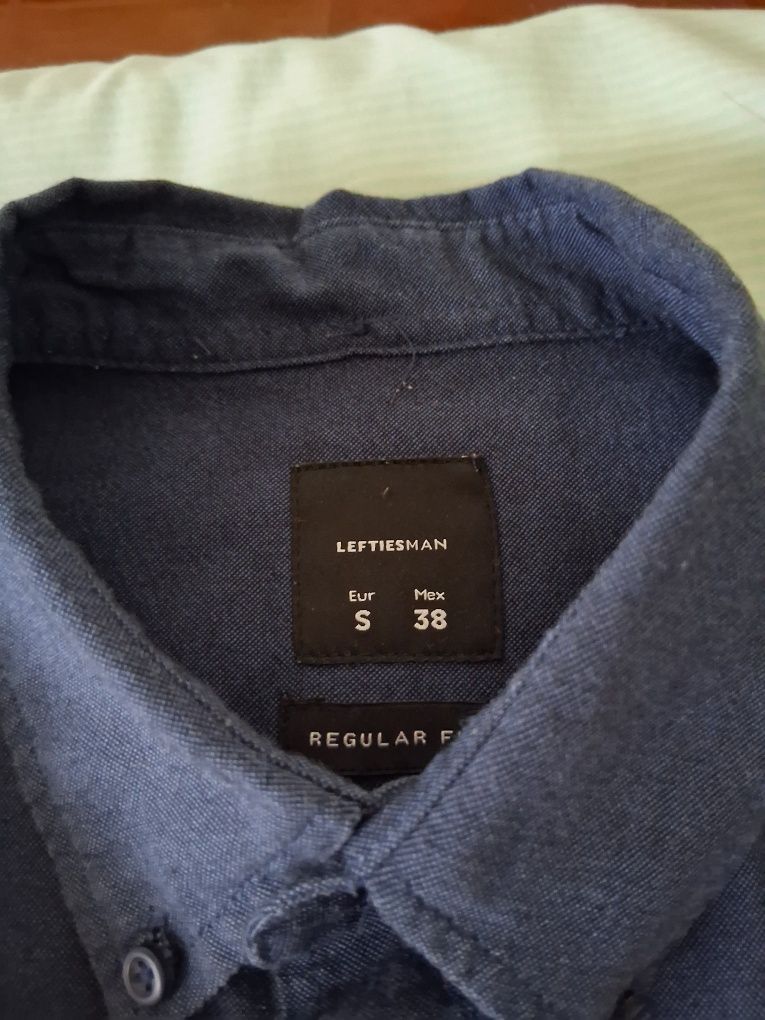 LEFTIESMAN
Eur Mex
S 38
REGULAR